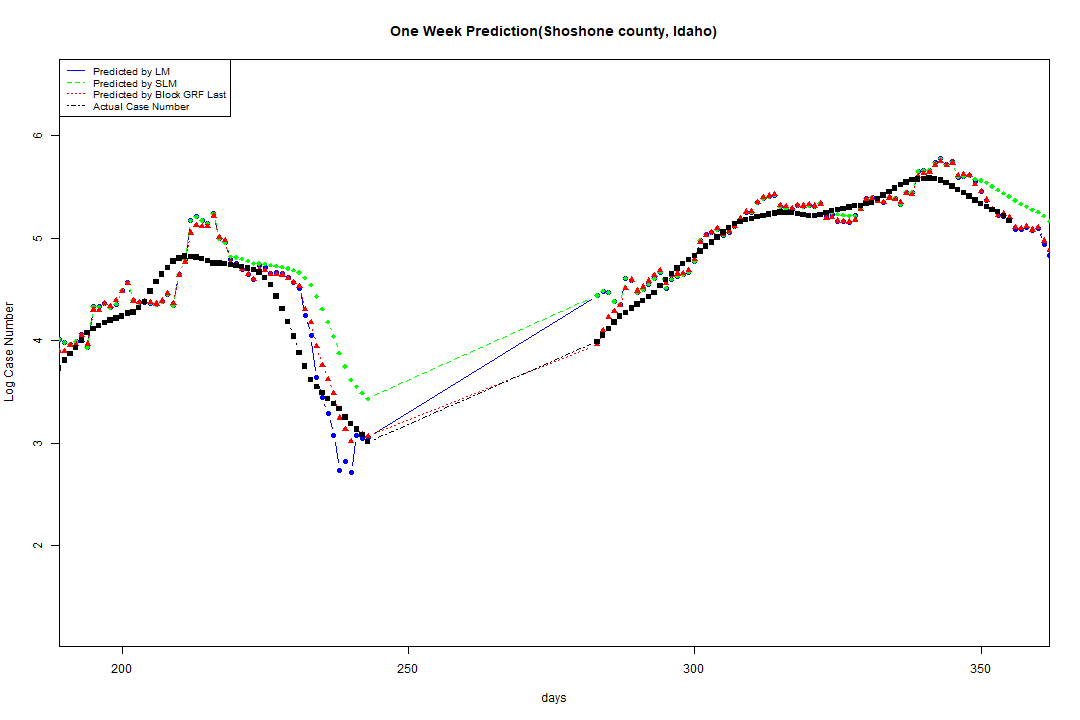 One Week Prediction(Shoshone county, Idaho)
Predicted by LM
Predicted by SLM
Predicted by Block GRF Last
Actual Case Number
6
5
4
3
2
Log Case Number
200 250 300 350
days